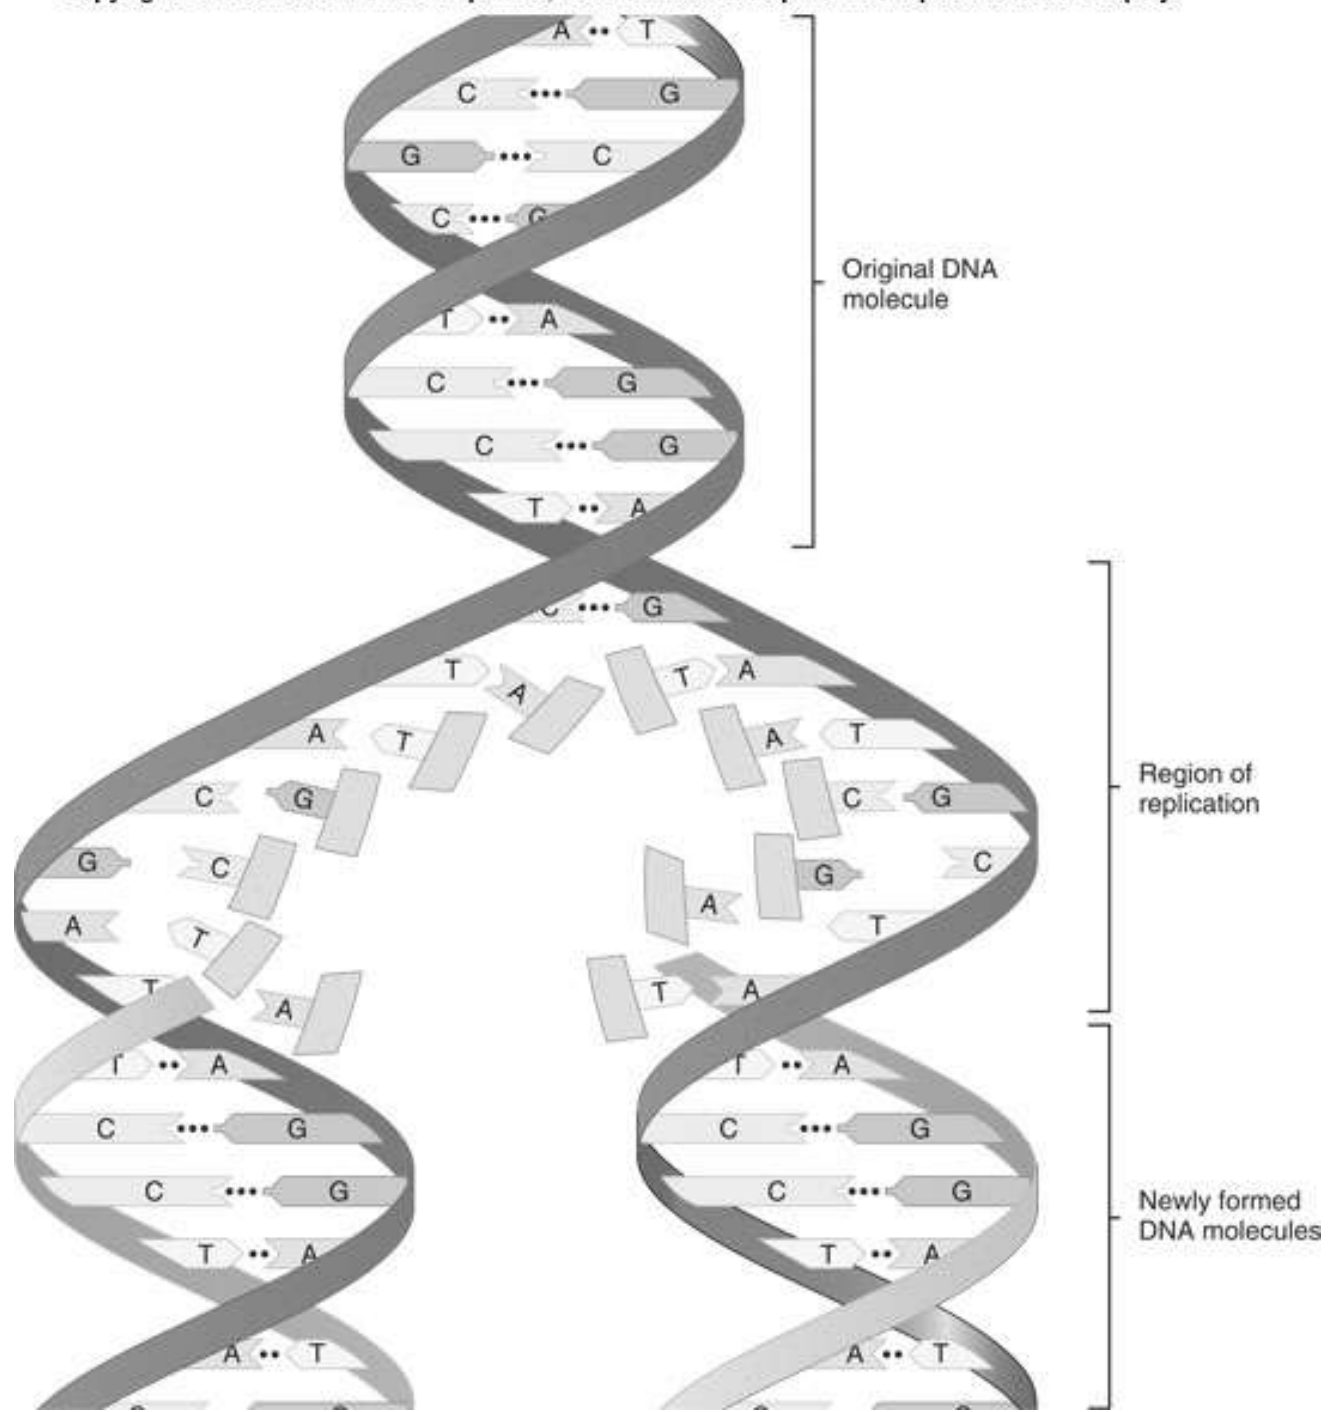 A T
C G
G C
C G
Original DNA
molecule
T A
C G
C G
T A
C G
T A T A
A T A T
Region of
replication
C G C G
G C G C
A T A T
T A T A
T A T A
C G C G
C G C G
Newly formed
DNA molecules
T A T A
A T A T